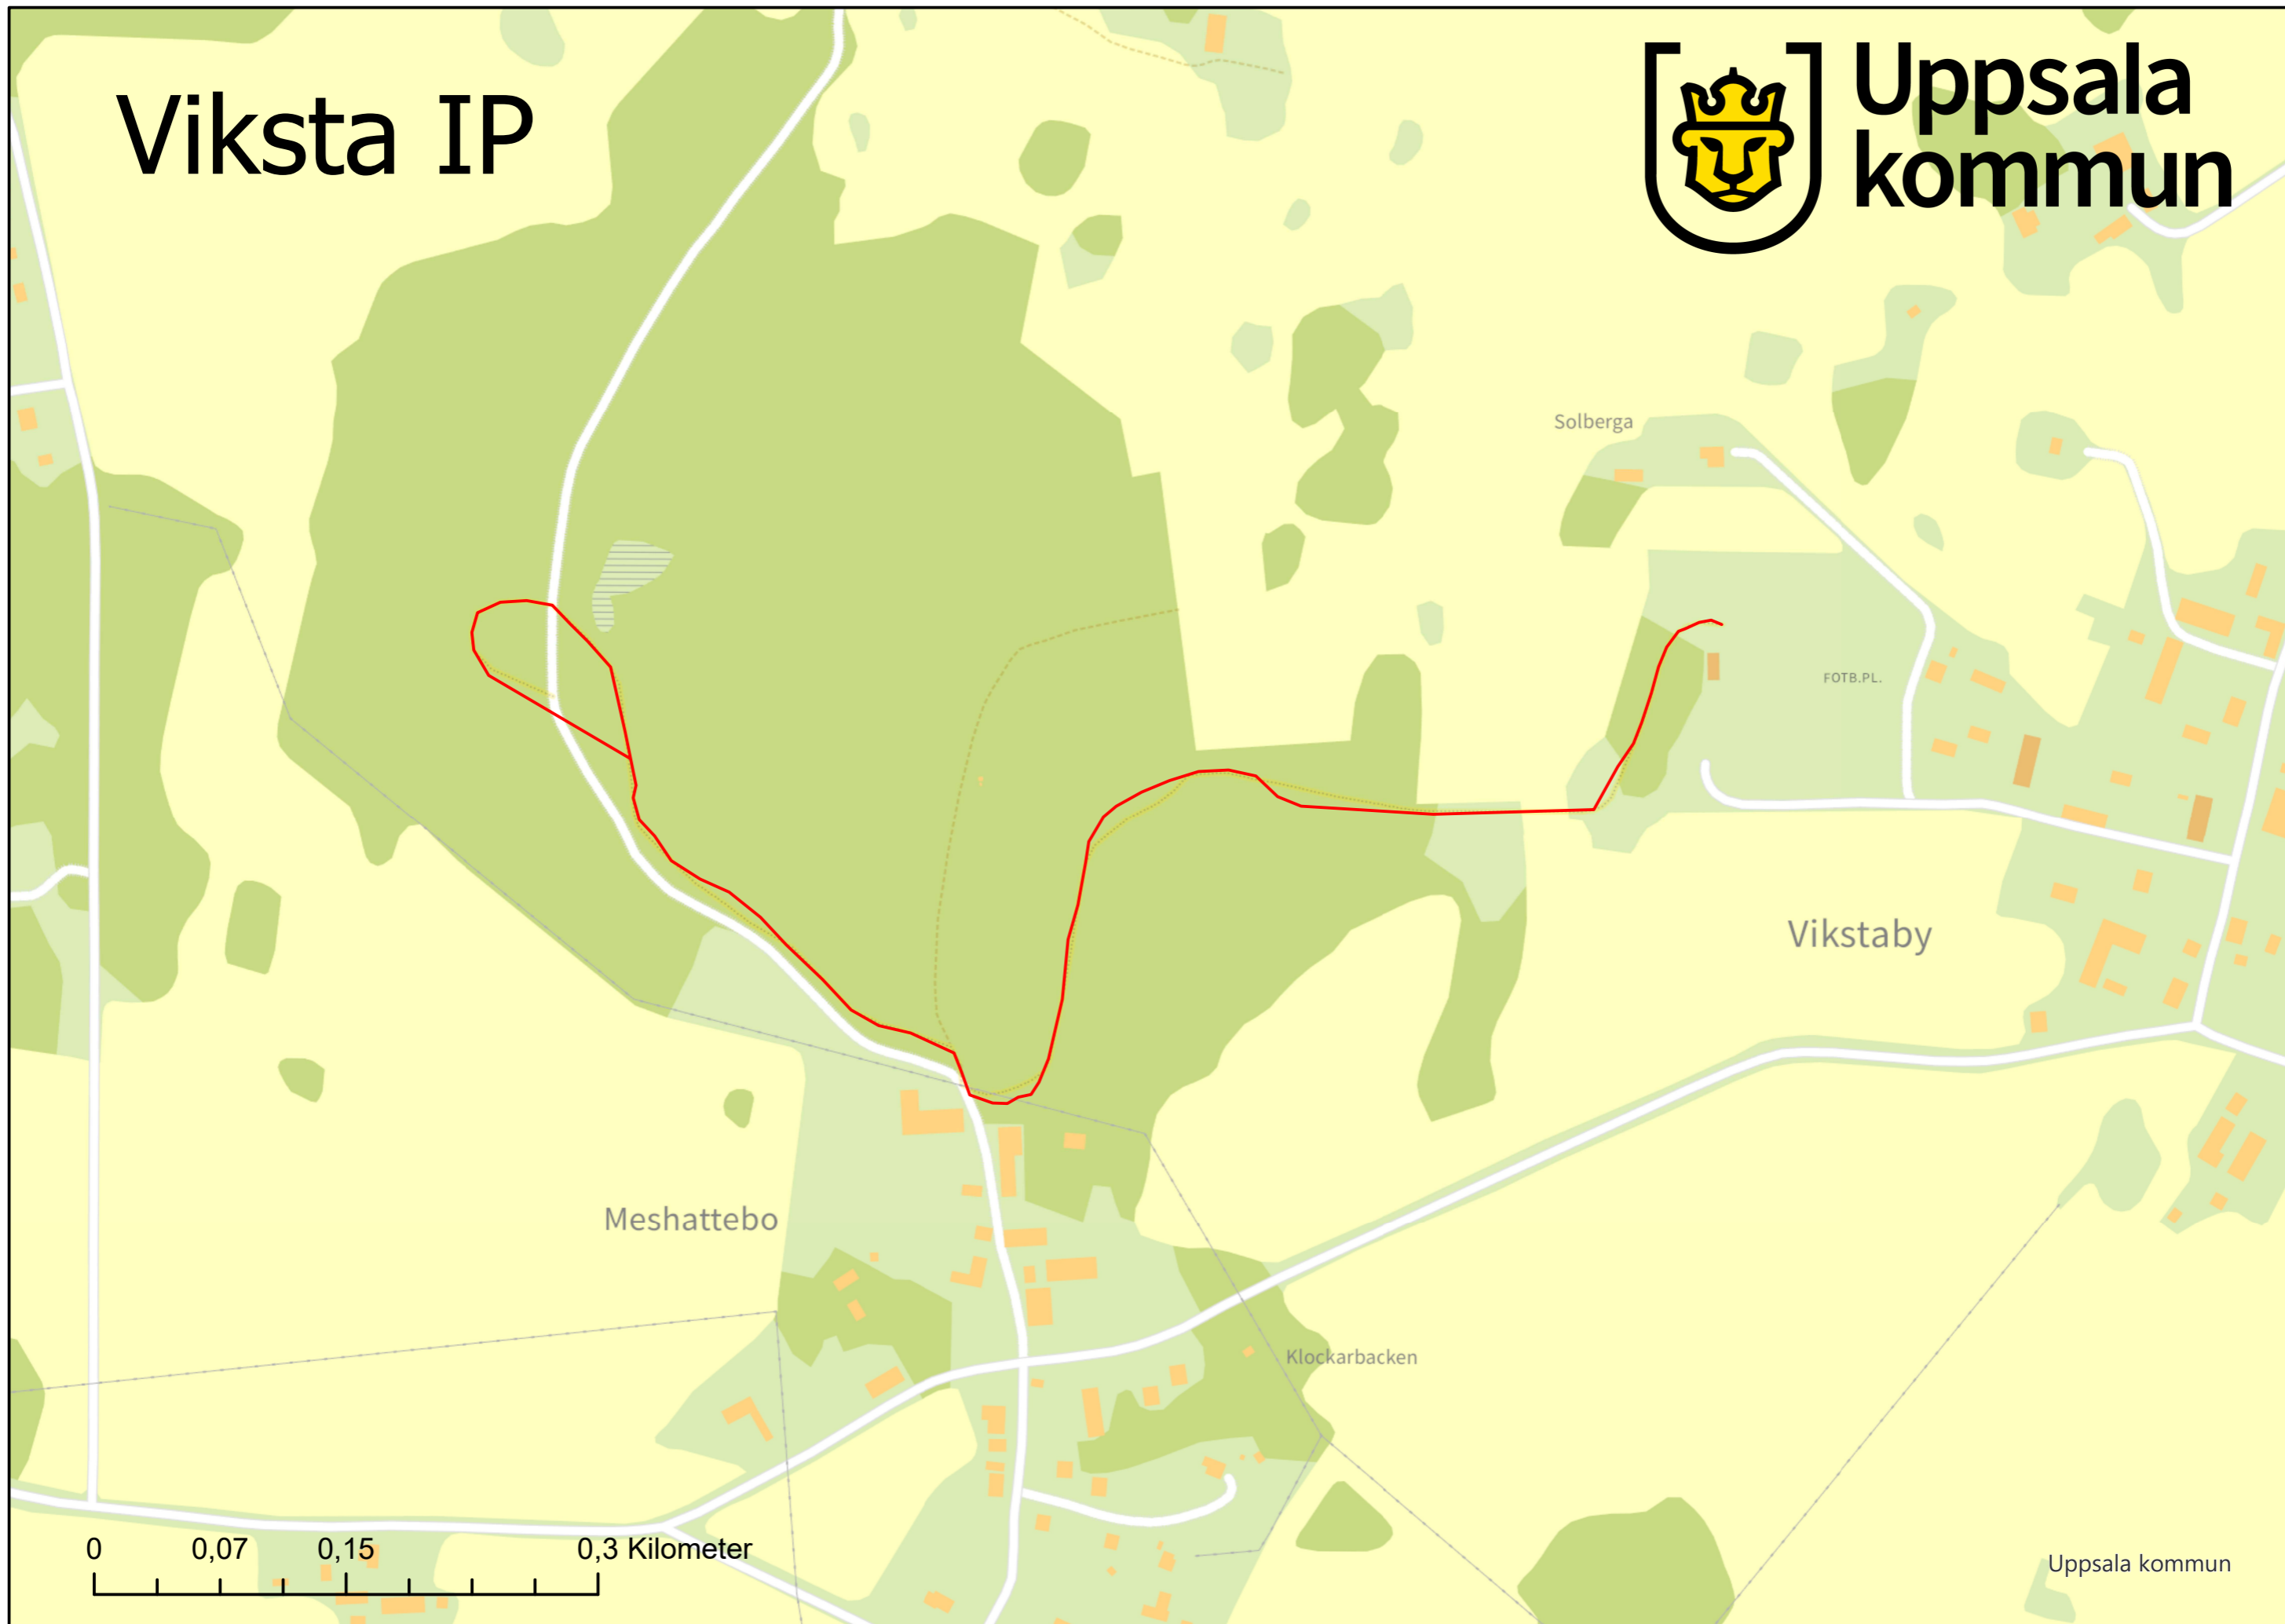 Viksta IP
Uppsala
kommun
Solberga
FOTB.PL.
Vikstaby
Meshattebo
Klockarbacken
0 0,07 0,15 0,3 Kilometer
Uppsala kommun